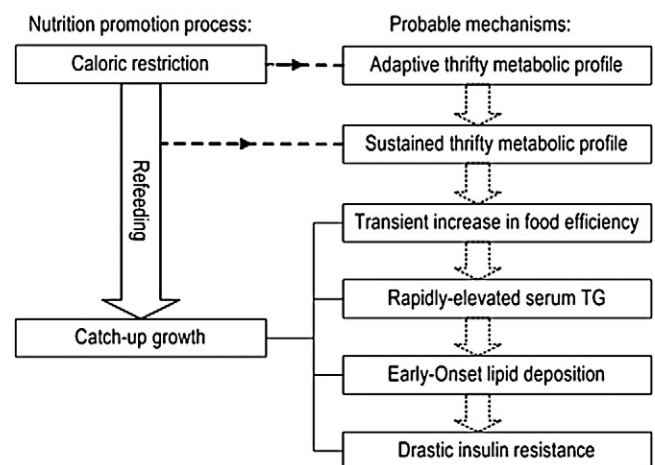 Nutrition promotion process:
Probable mechanisms:
Caloric restriction
Adaptive thrifty metabolic profile
Sustained thrifty metabolic profile
Refeeding
Transient increase in food efficiency
Rapidly-elevated serum TG
Catch-up growth
Early-Onset lipid deposition
Drastic insulin resistance